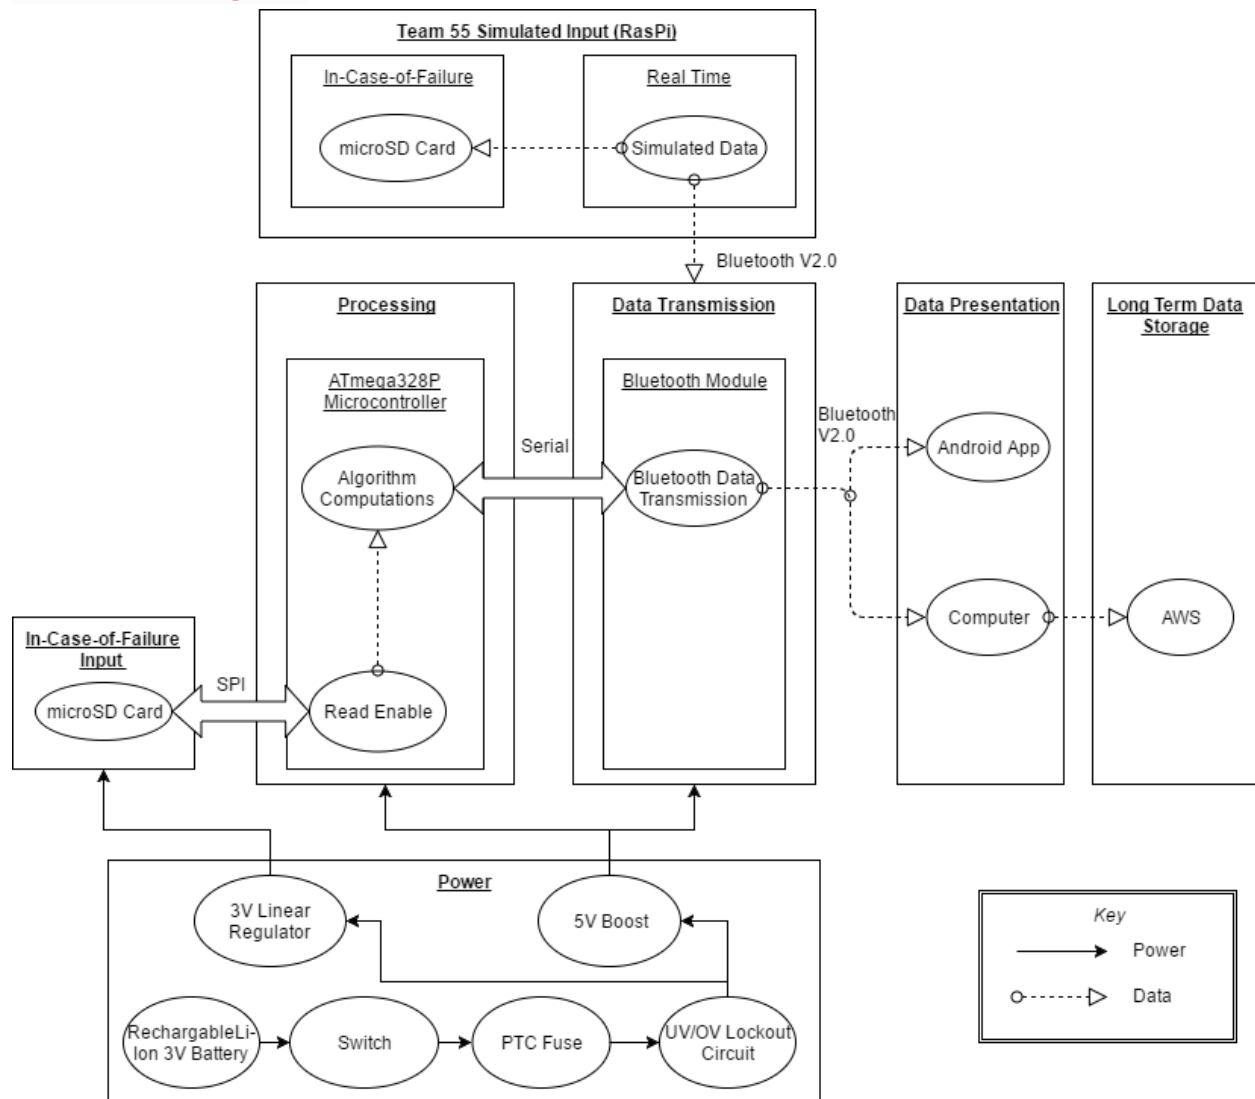 Team 55 Simulated Input (RasPi)
In-Case-of-Failure
Real Time
microSD Card
Simulated Data
Bluetooth V2.0
Processing
Data Transmission
Data Presentation
Long Term Data
Storage
ATmega328P
Microcontroller
Bluetooth Module
Bluetooth
V2.0
Serial
Android App
Algorithm
Computations
Bluetooth Data
Transmission
Computer
AWS
In-Case-of-Failure
Input
SPI
microSD Card
Read Enable
Power
3V Linear
Regulator
5V Boost
Key
Power
Data
RechargableLi-
Ion 3V Battery
Switch
PTC Fuse
UV/OV Lockout
Circuit